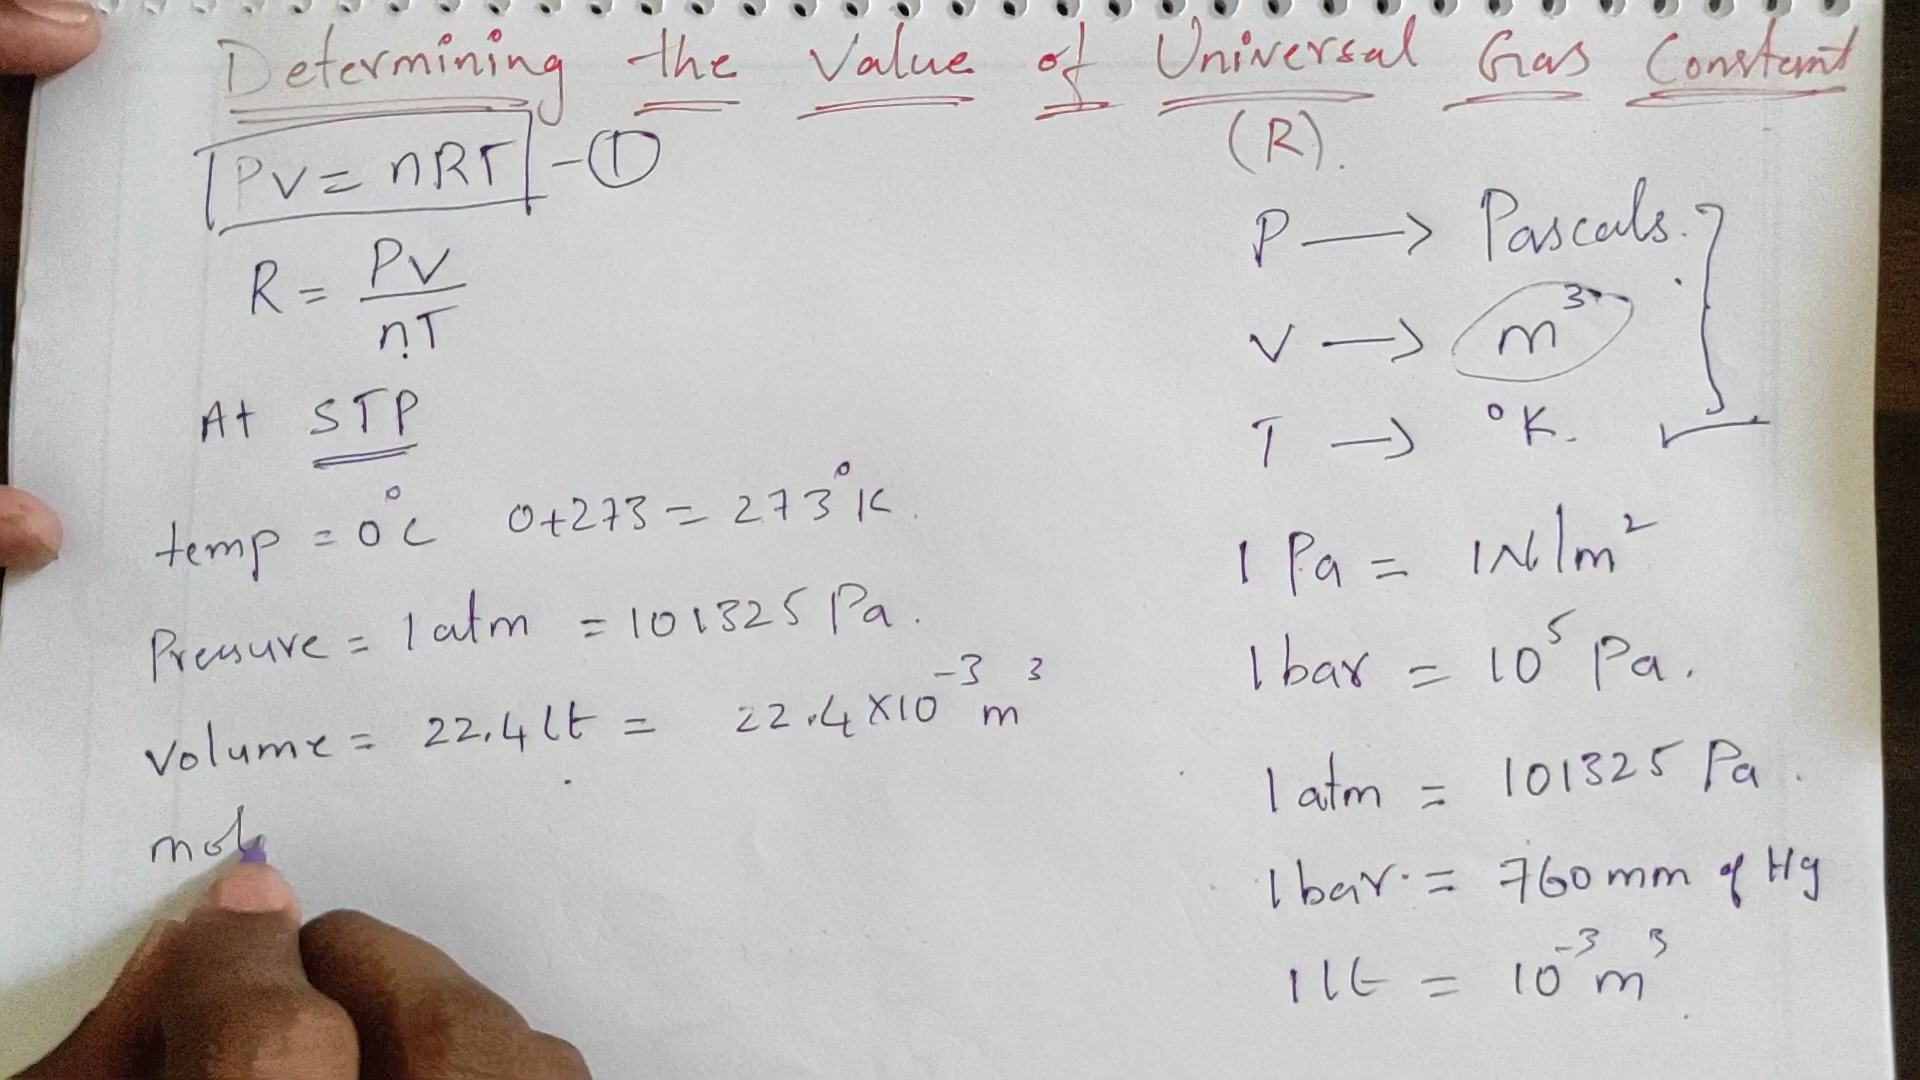 Determining the Value of Universal Gas Constant
(R).
PV = nRT - ①
R = PV / nT
At STP
temp = 0°C 0+273 = 273°K.
Pressure = 1 atm = 101325 Pa.
Volume = 22.4 lt = 22.4 × 10⁻³ m³
mol
P → Pascals.
V → m³
T → °K.
1 Pa = 1N/m²
1 bar = 10⁵ Pa.
1 atm = 101325 Pa.
1 bar = 760 mm of Hg
1 lt = 10⁻³ m³